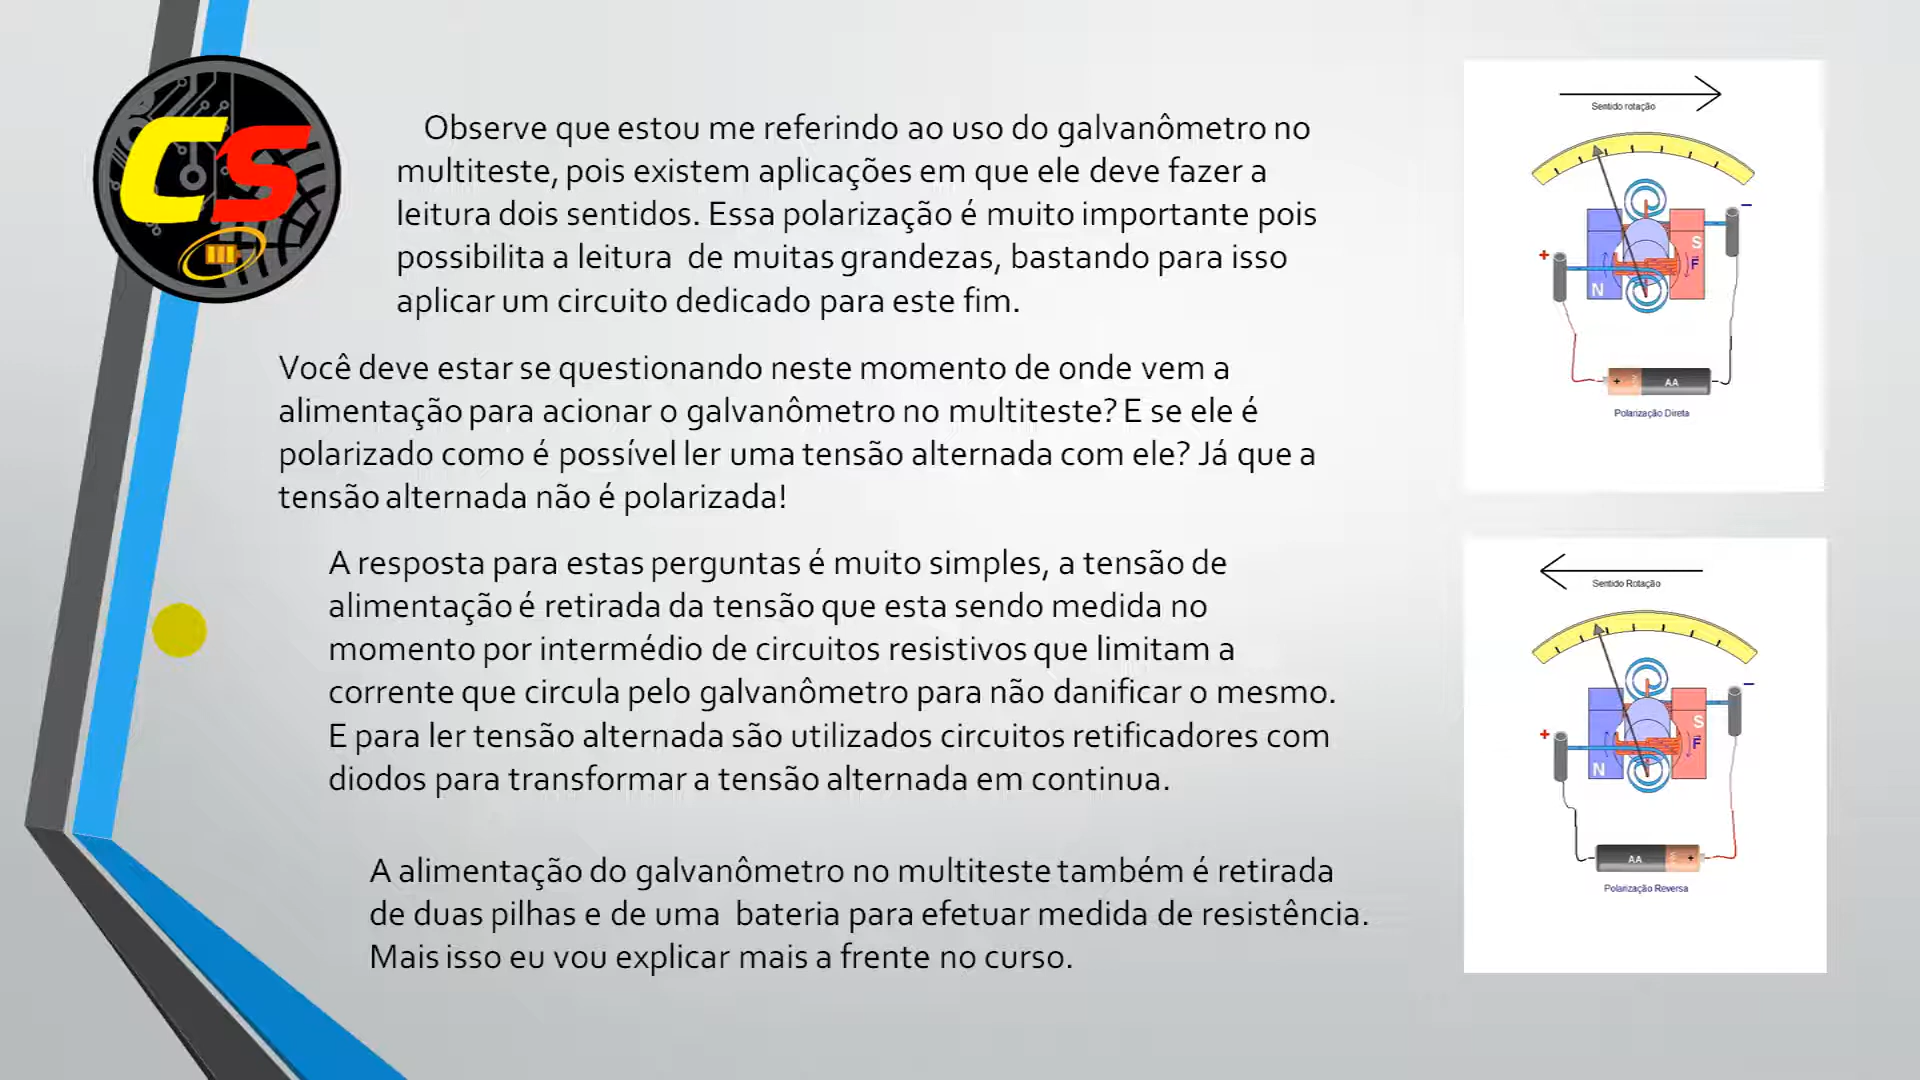 CS
Observe que estou me referindo ao uso do galvanômetro no
multiteste, pois existem aplicações em que ele deve fazer a
leitura dois sentidos. Essa polarização é muito importante pois
possibilita a leitura de muitas grandezas, bastando para isso
aplicar um circuito dedicado para este fim.
Você deve estar se questionando neste momento de onde vem a
alimentação para acionar o galvanômetro no multiteste? E se ele é
polarizado como é possível ler uma tensão alternada com ele? Já que a
tensão alternada não é polarizada!
A resposta para estas perguntas é muito simples, a tensão de
alimentação é retirada da tensão que esta sendo medida no
momento por intermédio de circuitos resistivos que limitam a
corrente que circula pelo galvanômetro para não danificar o mesmo.
E para ler tensão alternada são utilizados circuitos retificadores com
diodos para transformar a tensão alternada em continua.
A alimentação do galvanômetro no multiteste também é retirada
de duas pilhas e de uma bateria para efetuar medida de resistência.
Mais isso eu vou explicar mais a frente no curso.
Sentido rotação
−
S
+
F
N
+
AA
Polarização Direta
Sentido Rotação
−
S
+
F
N
AA
+
Polarização Reversa